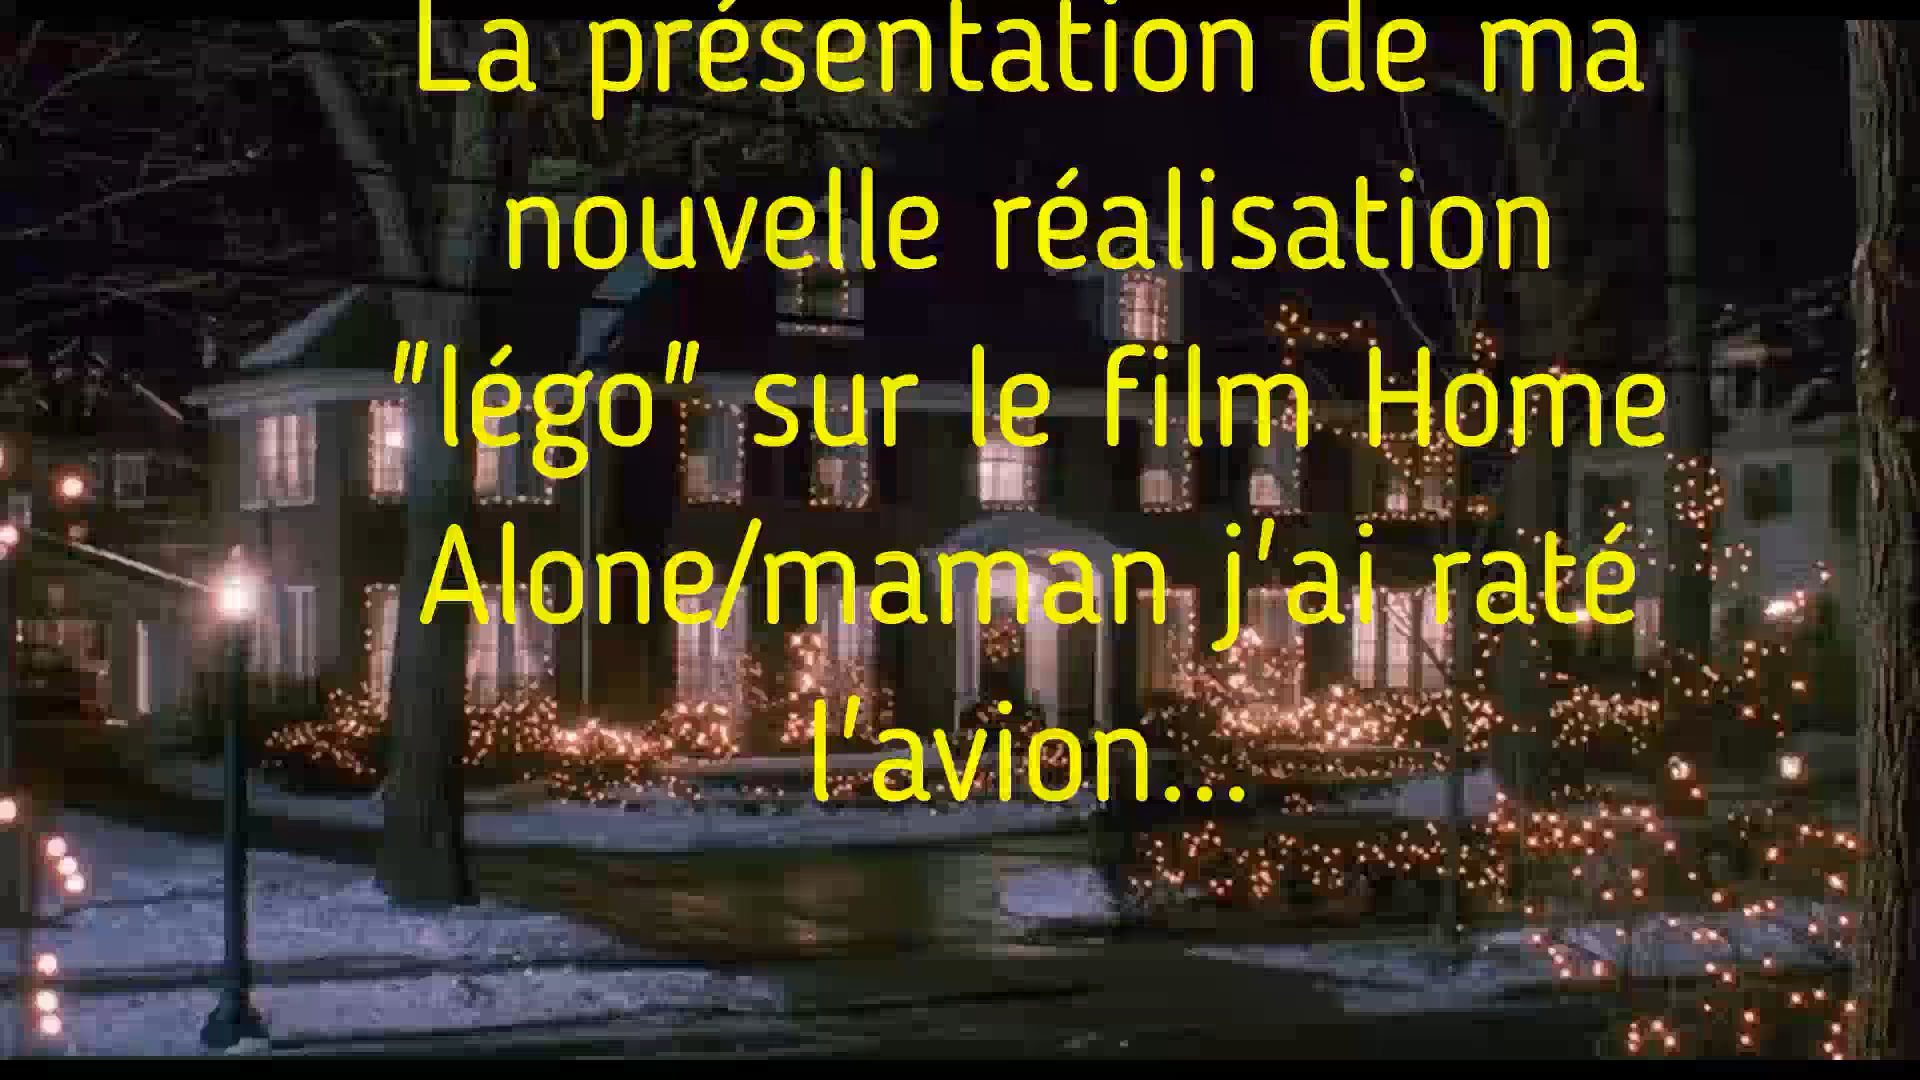 La présentation de ma
nouvelle réalisation
"légo" sur le film Home
Alone/maman j'ai raté
l'avion...